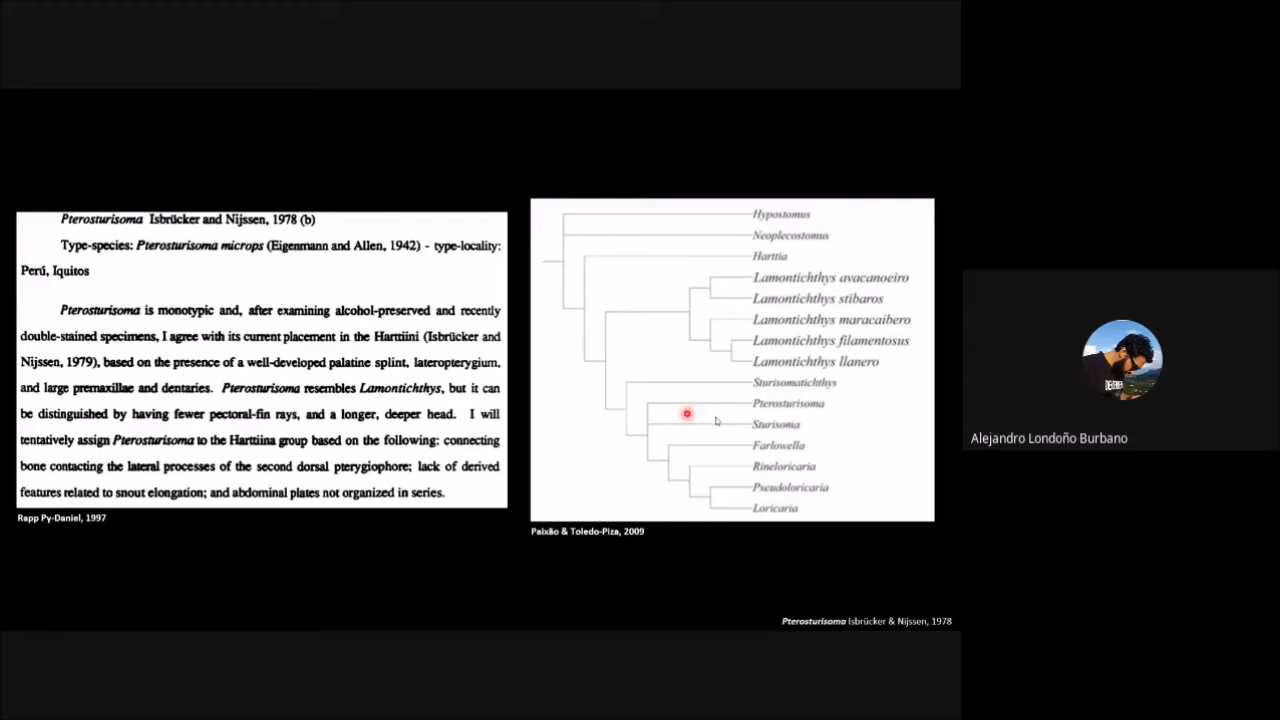 Pterosturisoma Isbrücker and Nijssen, 1978 (b)
Type-species: Pterosturisoma microps (Eigenmann and Allen, 1942) - type-locality:
Perú, Iquitos
Pterosturisoma is monotypic and, after examining alcohol-preserved and recently
double-stained specimens, I agree with its current placement in the Harttiini (Isbrücker and
Nijssen, 1979), based on the presence of a well-developed palatine splint, lateropterygium,
and large premaxillae and dentaries. Pterosturisoma resembles Lamontichthys, but it can
be distinguished by having fewer pectoral-fin rays, and a longer, deeper head. I will
tentatively assign Pterosturisoma to the Harttiina group based on the following: connecting
bone contacting the lateral processes of the second dorsal pterygiophore; lack of derived
features related to snout elongation; and abdominal plates not organized in series.
Rapp Py-Daniel, 1997
Hypostomus
Neoplecostomus
Harttia
Lamontichthys avacanoeiro
Lamontichthys stibaros
Lamontichthys maracaibero
Lamontichthys filamentosus
Lamontichthys llanero
Sturisomatichthys
Pterosturisoma
Sturisoma
Farlowella
Rineloricaria
Pseudoloricaria
Loricaria
Paixão & Toledo-Piza, 2009
Pterosturisoma Isbrücker & Nijssen, 1978
Alejandro Londoño Burbano